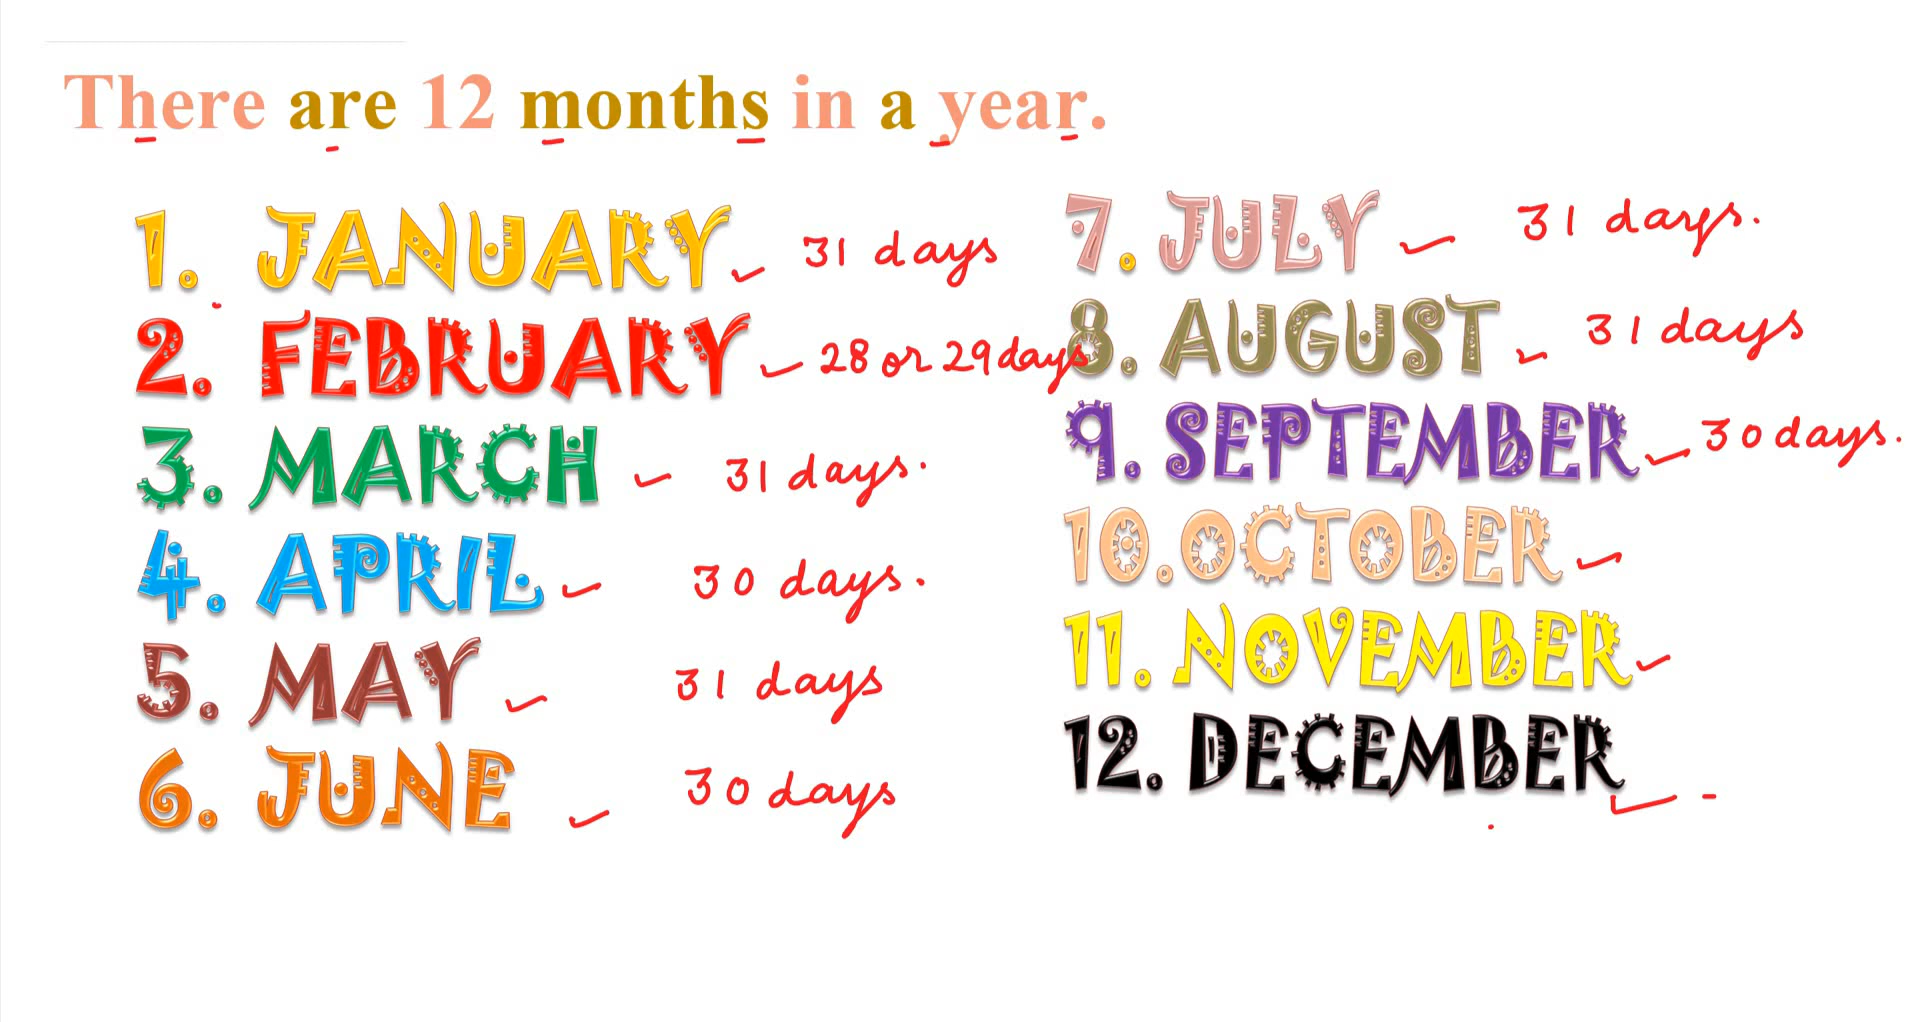 There are 12 months in a year.
1. JANUARY 31 days
2. FEBRUARY 28 or 29 days
3. MARCH 31 days.
4. APRIL 30 days.
5. MAY 31 days
6. JUNE 30 days
7. JULY 31 days.
8. AUGUST 31 days
9. SEPTEMBER 30 days.
10. OCTOBER
11. NOVEMBER
12. DECEMBER